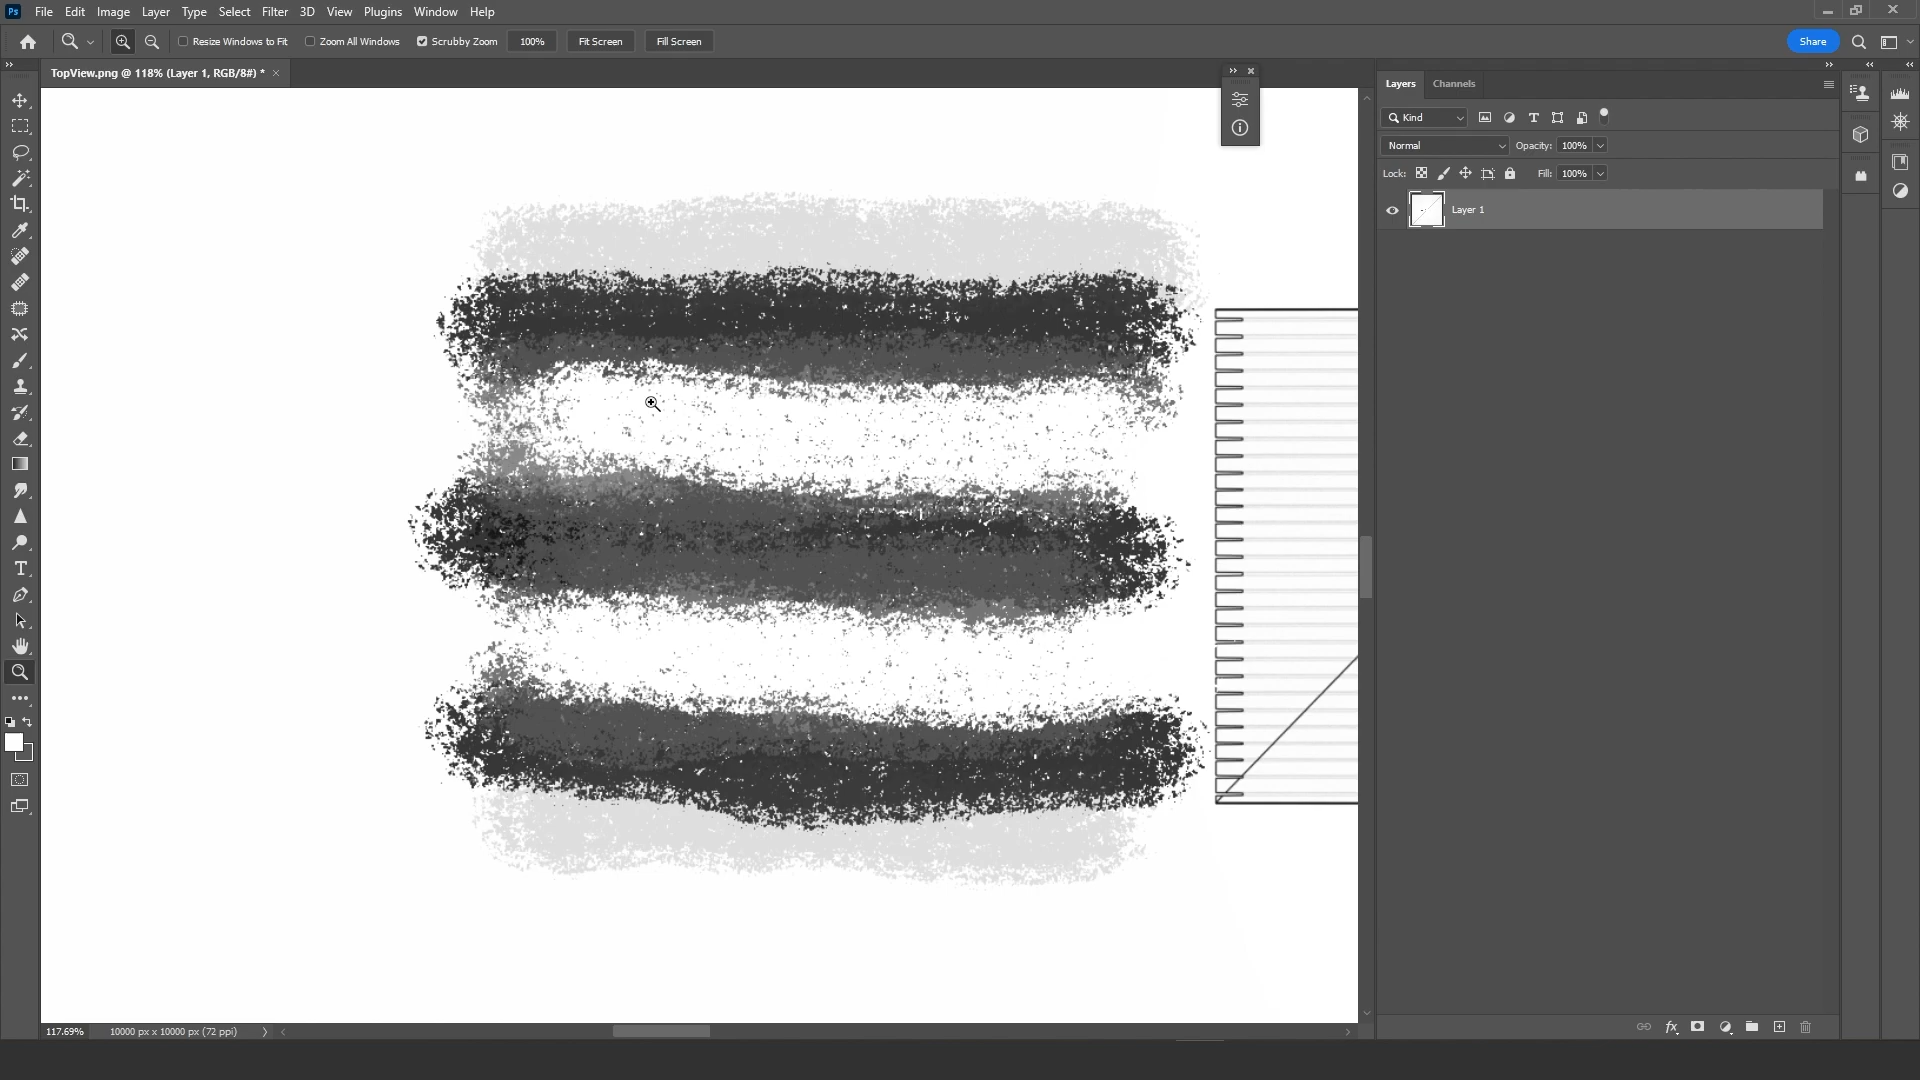 Ps File Edit Image Layer Type Select Filter 3D View Plugins Window Help
Resize Windows to Fit Zoom All Windows Scrubby Zoom 100% Fit Screen Fill Screen Share
TopView.png @ 118% (Layer 1, RGB/8#) *
Layers Channels
Kind
Normal Opacity: 100%
Lock: Fill: 100%
Layer 1
117.69% 10000 px x 10000 px (72 ppi)